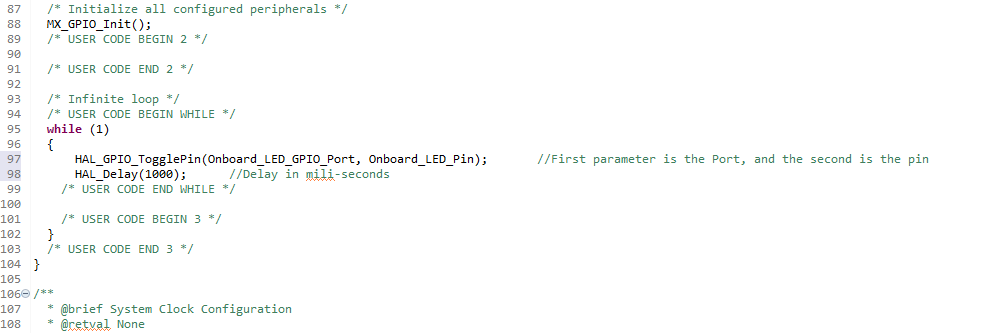 87 /* Initialize all configured peripherals */
88 MX_GPIO_Init();
89 /* USER CODE BEGIN 2 */
90
91 /* USER CODE END 2 */
92
93 /* Infinite loop */
94 /* USER CODE BEGIN WHILE */
95 while (1)
96 {
97 HAL_GPIO_TogglePin(Onboard_LED_GPIO_Port, Onboard_LED_Pin); //First parameter is the Port, and the second is the pin
98 HAL_Delay(1000); //Delay in mili-seconds
99 /* USER CODE END WHILE */
100
101 /* USER CODE BEGIN 3 */
102 }
103 /* USER CODE END 3 */
104 }
105
106 /**
107 * @brief System Clock Configuration
108 * @retval None